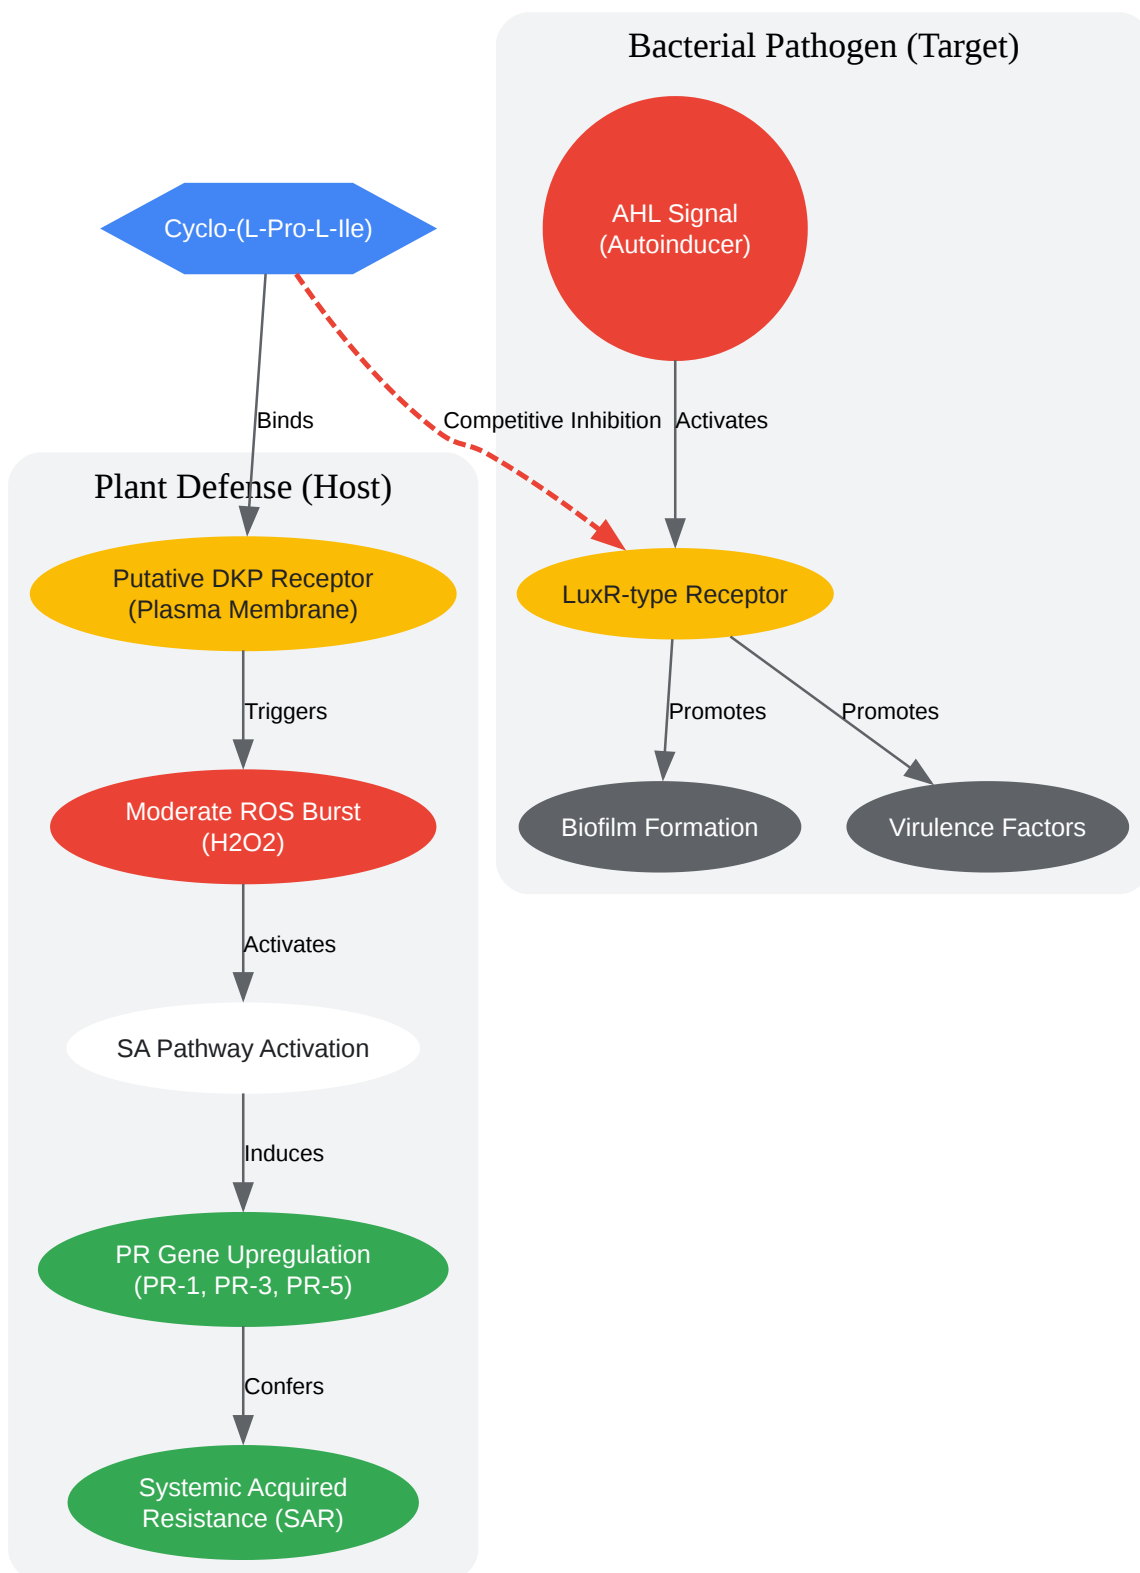 Bacterial Pathogen (Target)
AHL Signal
(Autoinducer)
Cyclo-(L-Pro-L-Ile)
Binds
Competitive Inhibition
Activates
Plant Defense (Host)
Putative DKP Receptor
(Plasma Membrane)
LuxR-type Receptor
Triggers
Promotes
Promotes
Moderate ROS Burst
(H2O2)
Biofilm Formation
Virulence Factors
Activates
SA Pathway Activation
Induces
PR Gene Upregulation
(PR-1, PR-3, PR-5)
Confers
Systemic Acquired
Resistance (SAR)